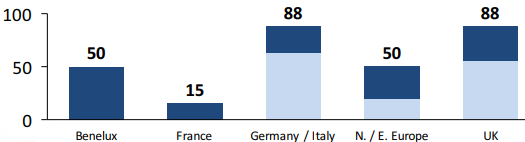 100
88
88
50
50
50
15
0
Benelux
France
Germany / Italy
N. / E. Europe
UK